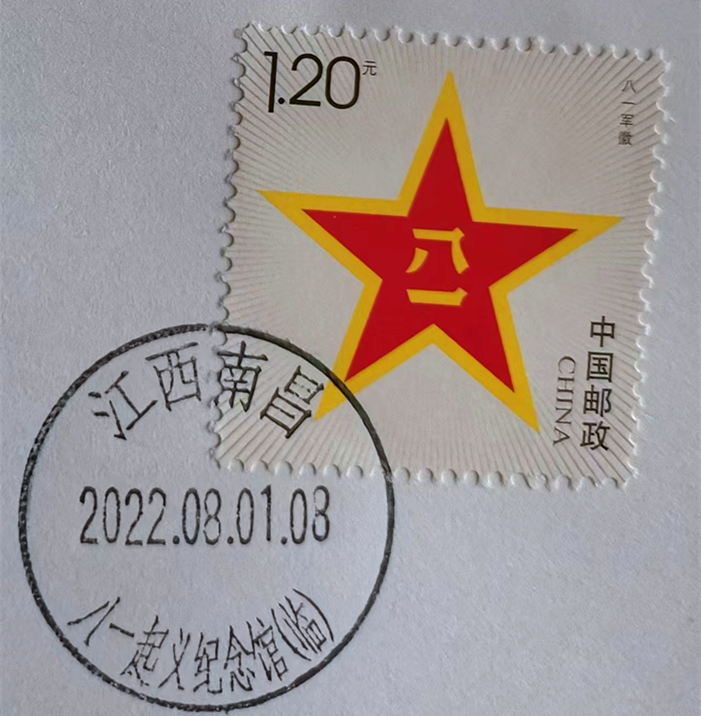 1.20元
八一军徽
八一
中国邮政
CHINA
江西南昌
2022.08.01.08
八一起义纪念馆(临)